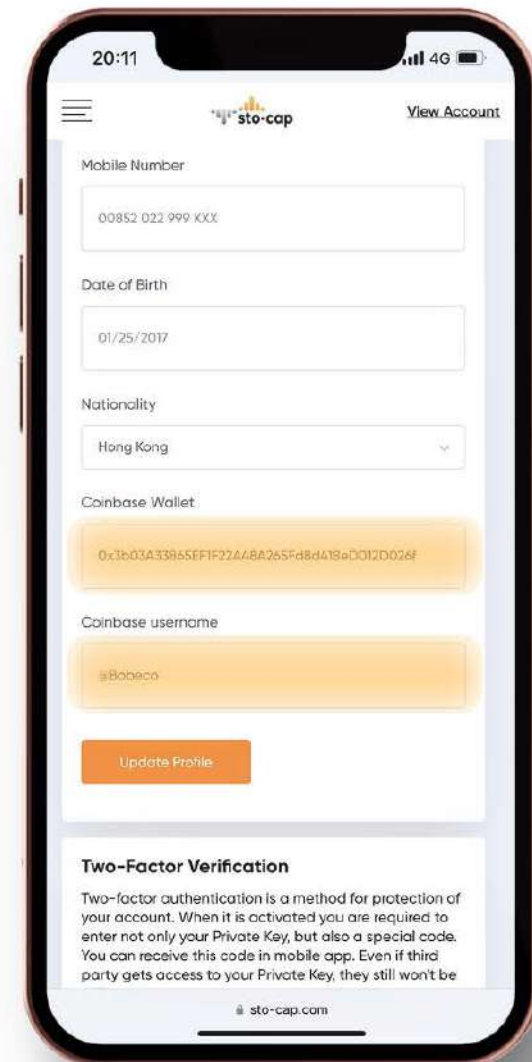 20:11
4G
sto-cap
View Account
Mobile Number
00852 022 999 XXX
Date of Birth
01/25/2017
Nationality
Hong Kong
Coinbase Wallet
Coinbase username
@Bobeco
Update Profile
Two-Factor Verification
Two-factor authentication is a method for protection of
your account. When it is activated you are required to
enter not only your Private Key, but also a special code.
You can receive this code in mobile app. Even if third
party gets access to your Private Key, they still won't be
sto-cap.com